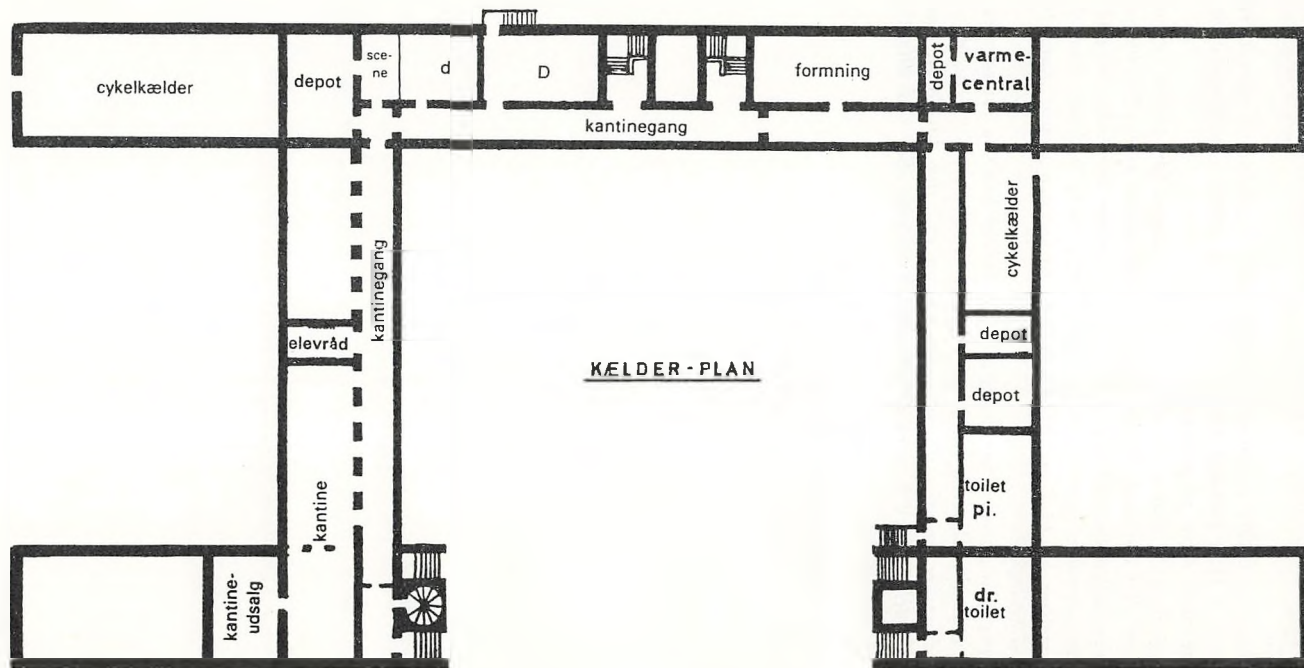 cykelkælder
depot
sce-
ne
d
D
formning
depot
varme-
central
kantinegang
kantinegang
cykelkælder
elevråd
depot
KÆLDER-PLAN
depot
kantine
toilet
pi.
kantine-
udsalg
dr.
toilet